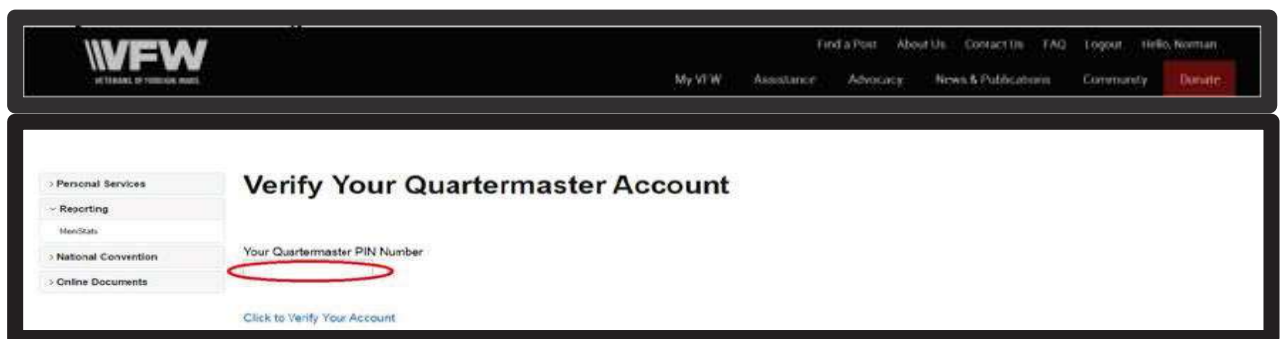 VFW
VETERANS OF FOREIGN WARS.
Find a Post About Us Contact Us FAQ Logout Hello, Norman
My VFW Assistance Advocacy News & Publications Community Donate
> Personal Services
Reporting
MemStats
> National Convention
> Online Documents
Verify Your Quartermaster Account
Your Quartermaster PIN Number
Click to Verify Your Account